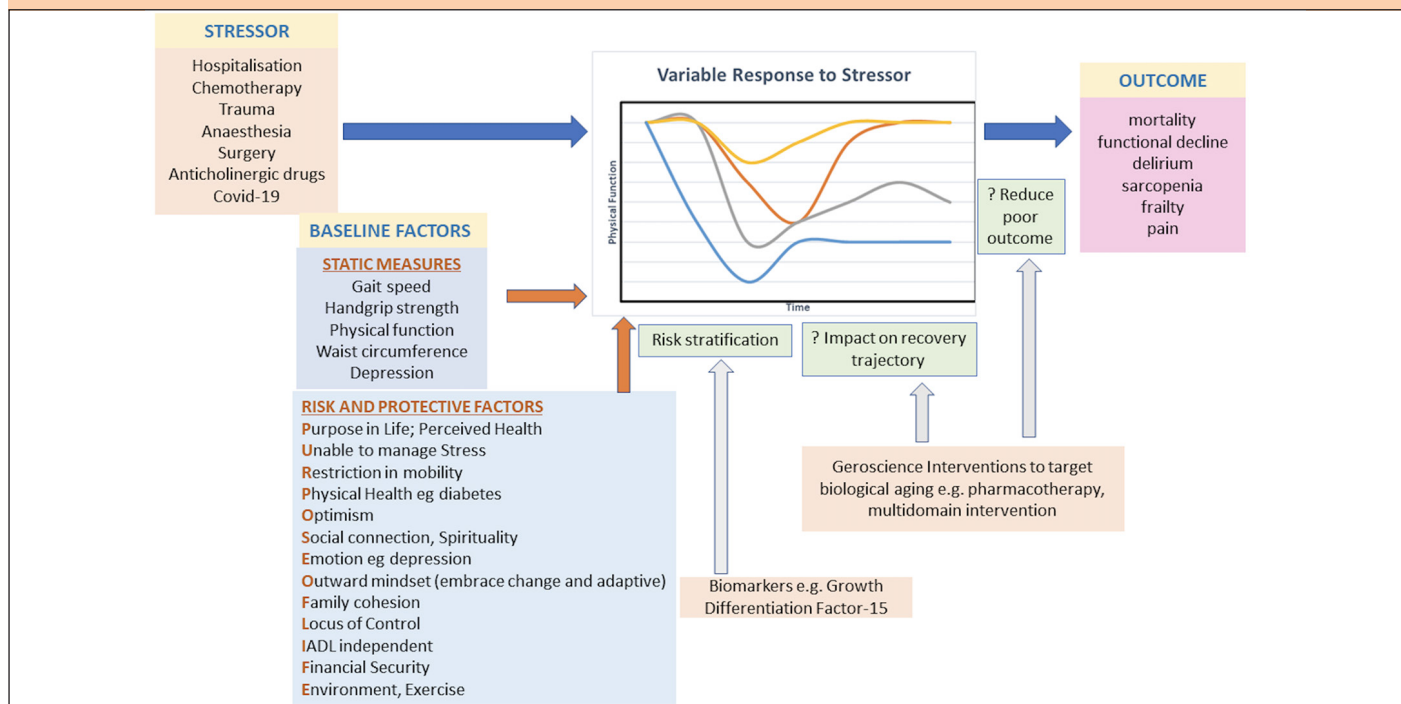 STRESSOR
Hospitalisation
Chemotherapy
Trauma
Anaesthesia
Surgery
Anticholinergic drugs
Covid-19
BASELINE FACTORS
STATIC MEASURES
Gait speed
Handgrip strength
Physical function
Waist circumference
Depression
RISK AND PROTECTIVE FACTORS
Purpose in Life; Perceived Health
Unable to manage Stress
Restriction in mobility
Physical Health eg diabetes
Optimism
Social connection, Spirituality
Emotion eg depression
Outward mindset (embrace change and adaptive)
Family cohesion
Locus of Control
IADL independent
Financial Security
Environment, Exercise
Variable Response to Stressor
Physical Function
Time
Risk stratification
? Impact on recovery
trajectory
? Reduce
poor
outcome
OUTCOME
mortality
functional decline
delirium
sarcopenia
frailty
pain
Geroscience Interventions to target
biological aging e.g. pharmacotherapy,
multidomain intervention
Biomarkers e.g. Growth
Differentiation Factor-15